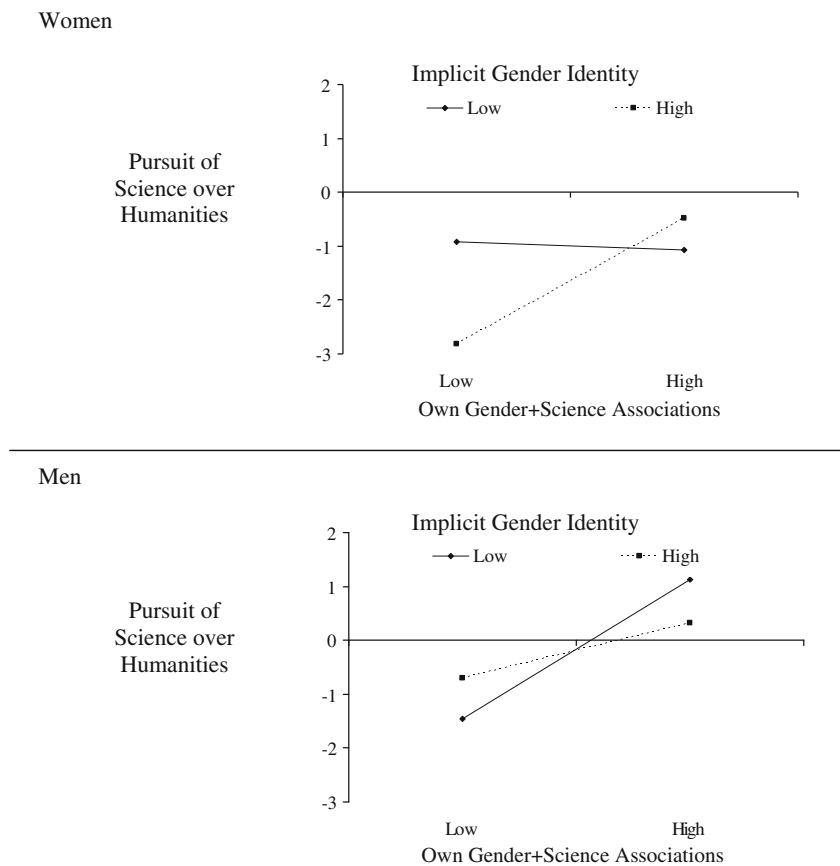 Women
Implicit Gender Identity
Low
High
Pursuit of
Science over
Humanities
2
1
0
-1
-2
-3
Low
High
Own Gender+Science Associations
Men
Implicit Gender Identity
Low
High
Pursuit of
Science over
Humanities
2
1
0
-1
-2
-3
Low
High
Own Gender+Science Associations